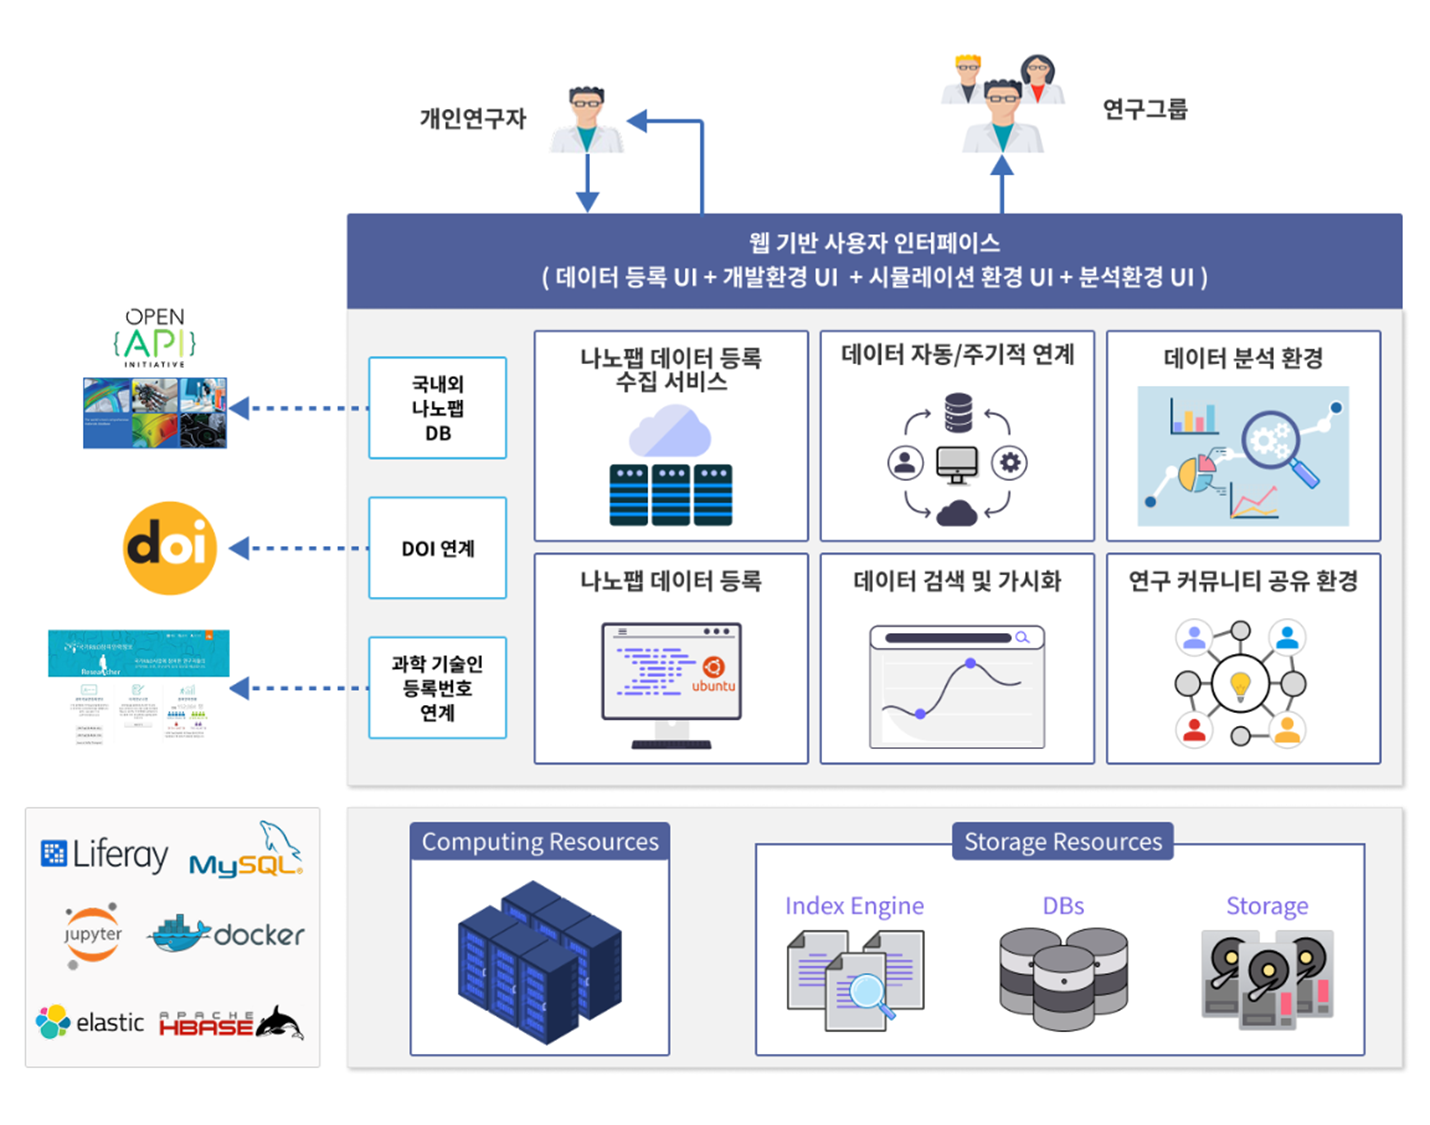 개인연구자
연구그룹
웹 기반 사용자 인터페이스
( 데이터 등록 UI + 개발환경 UI + 시뮬레이션 환경 UI + 분석환경 UI )
OPEN
{API}
INITIATIVE
국내외
나노팹
DB
나노팹 데이터 등록
수집 서비스
데이터 자동/주기적 연계
데이터 분석 환경
doi
DOI 연계
나노팹 데이터 등록
ubuntu
데이터 검색 및 가시화
연구 커뮤니티 공유 환경
Researcher
과학 기술인
등록번호
연계
Liferay
MySQL®
jupyter
docker
elastic
APACHE
HBASE
Computing Resources
Storage Resources
Index Engine
DBs
Storage